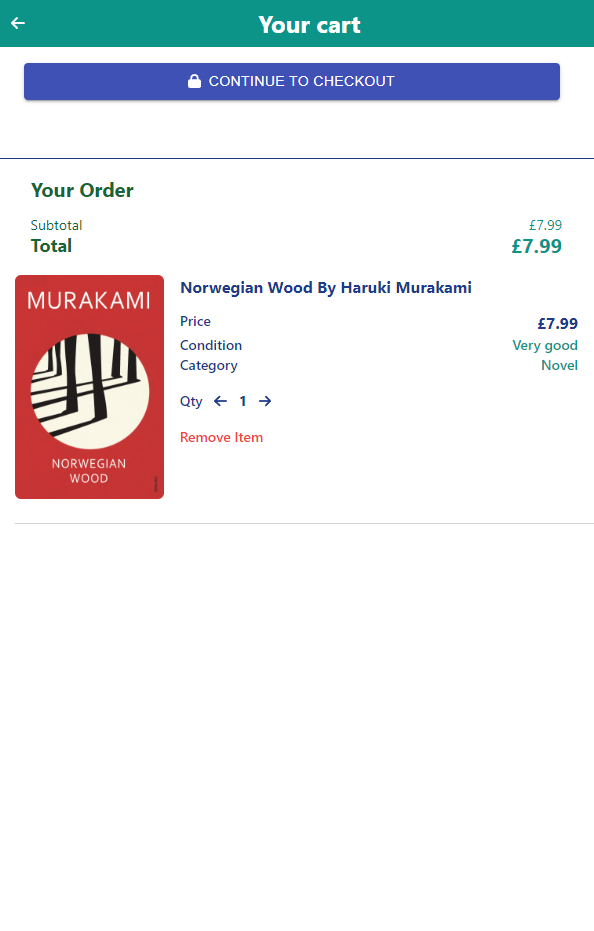 Your cart
CONTINUE TO CHECKOUT
Your Order
Subtotal £7.99
Total £7.99
MURAKAMI
NORWEGIAN
WOOD
Norwegian Wood By Haruki Murakami
Price £7.99
Condition Very good
Category Novel
Qty 1
Remove Item